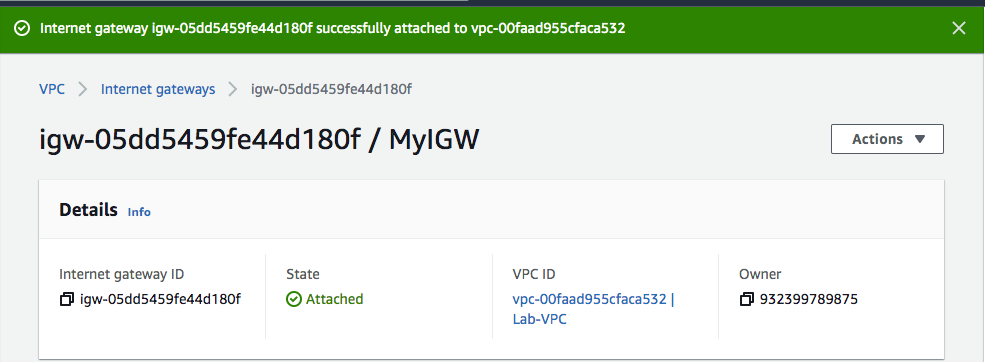 Internet gateway igw-05dd5459fe44d180f successfully attached to vpc-00faad955cfaca532
VPC > Internet gateways > igw-05dd5459fe44d180f
igw-05dd5459fe44d180f / MyIGW
Actions
Details Info
Internet gateway ID
igw-05dd5459fe44d180f
State
Attached
VPC ID
vpc-00faad955cfaca532 |
Lab-VPC
Owner
932399789875